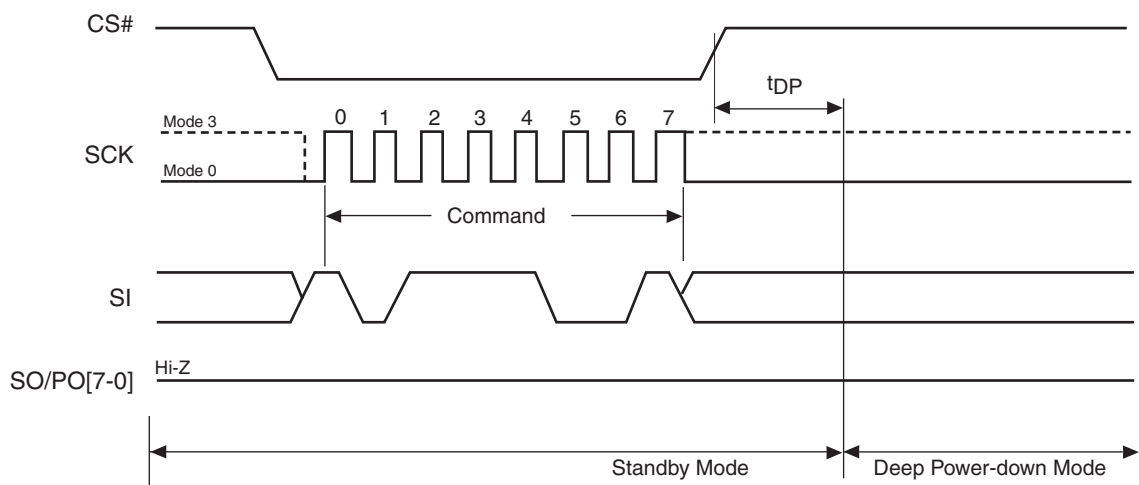 CS#
tDP
Mode 3
0 1 2 3 4 5 6 7
SCK
Mode 0
Command
SI
Hi-Z
SO/PO[7-0]
Standby Mode
Deep Power-down Mode